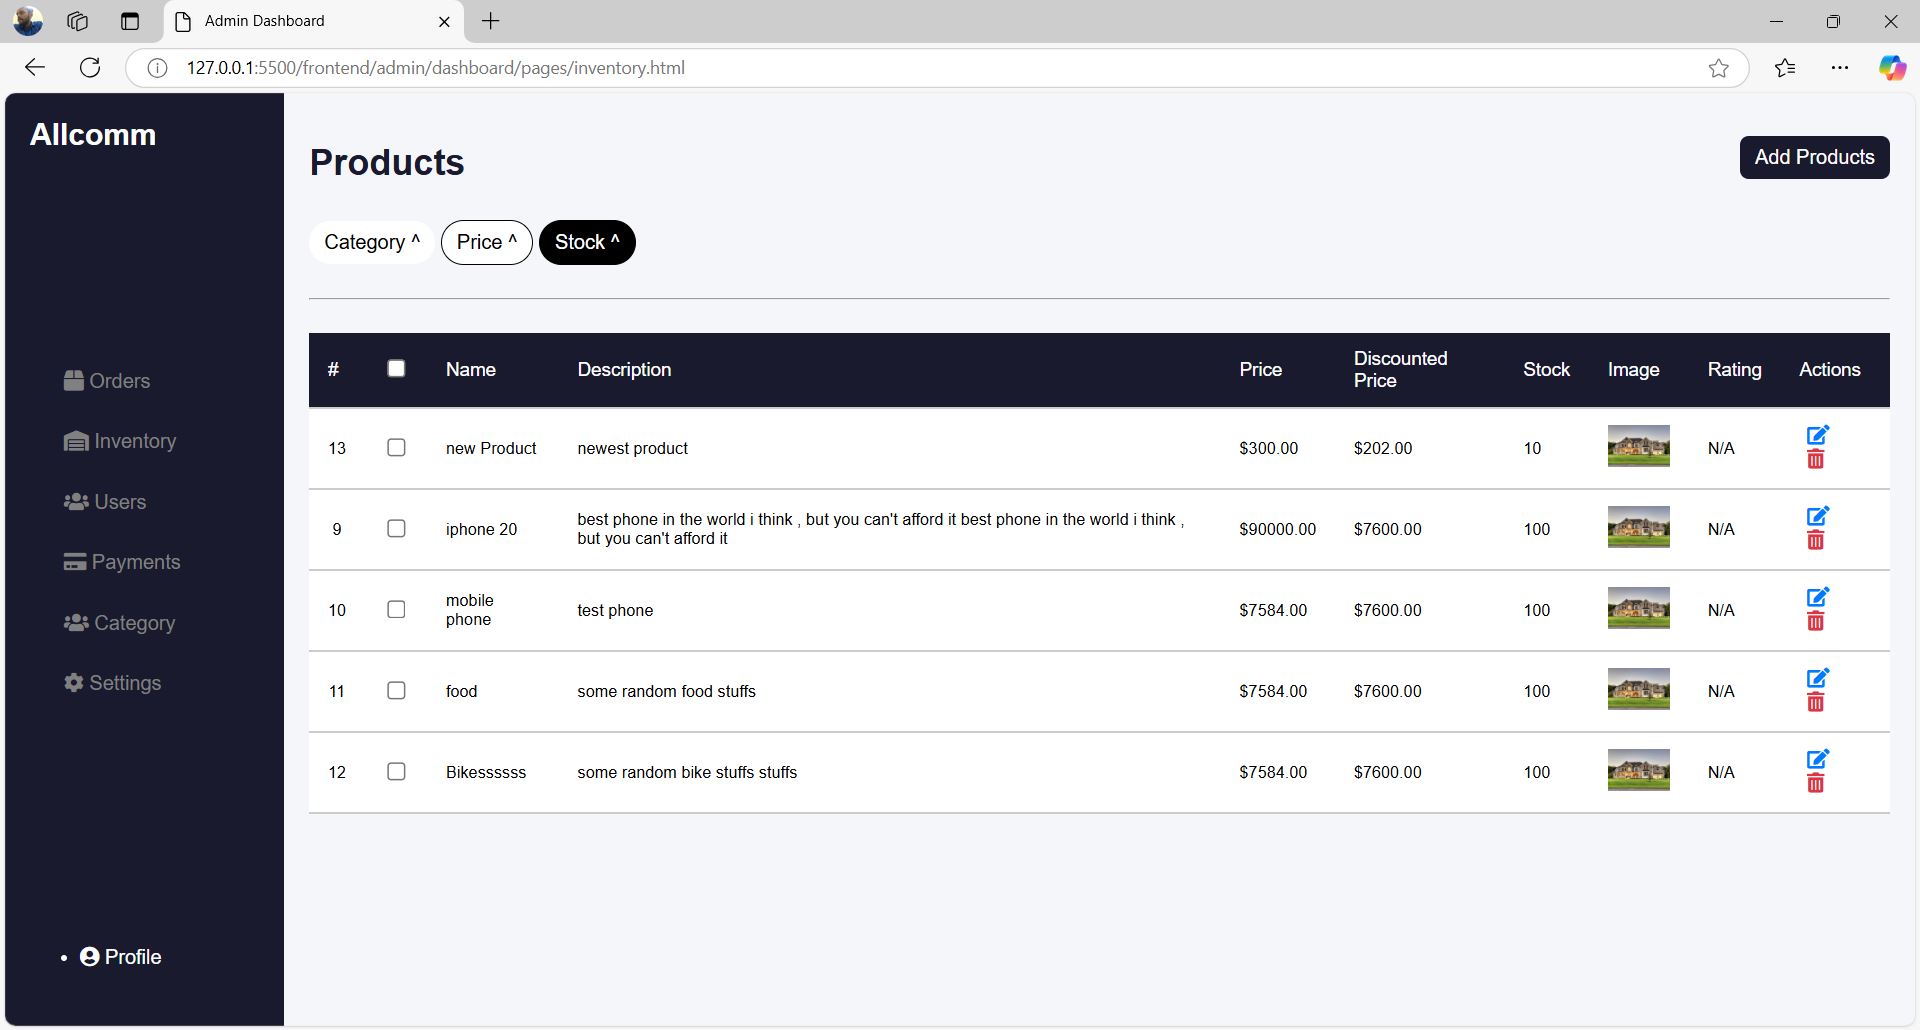 Admin Dashboard
127.0.0.1:5500/frontend/admin/dashboard/pages/inventory.html
Allcomm
Orders
Inventory
Users
Payments
Category
Settings
Profile
Products
Add Products
Category ^ Price ^ Stock ^
# Name Description Price Discounted Price Stock Image Rating Actions
13 new Product newest product $300.00 $202.00 10 N/A
9 iphone 20 best phone in the world i think , but you can't afford it best phone in the world i think , but you can't afford it $90000.00 $7600.00 100 N/A
10 mobile phone test phone $7584.00 $7600.00 100 N/A
11 food some random food stuffs $7584.00 $7600.00 100 N/A
12 Bikessssss some random bike stuffs stuffs $7584.00 $7600.00 100 N/A